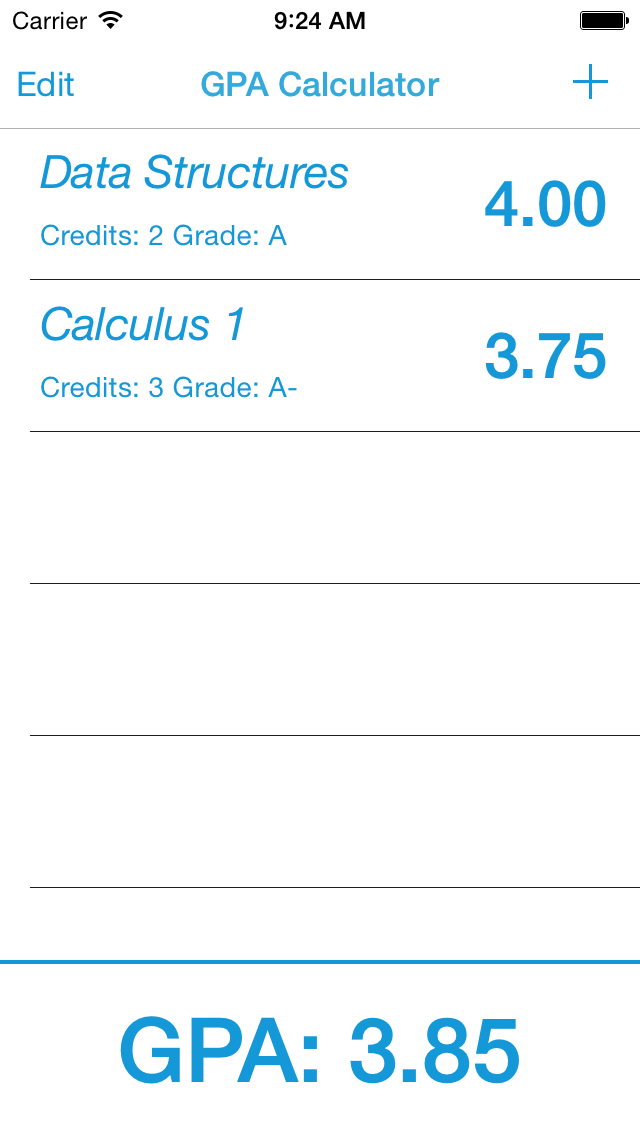 Carrier 9:24 AM
Edit GPA Calculator +
Data Structures
4.00
Credits: 2 Grade: A
Calculus 1
3.75
Credits: 3 Grade: A-
GPA: 3.85